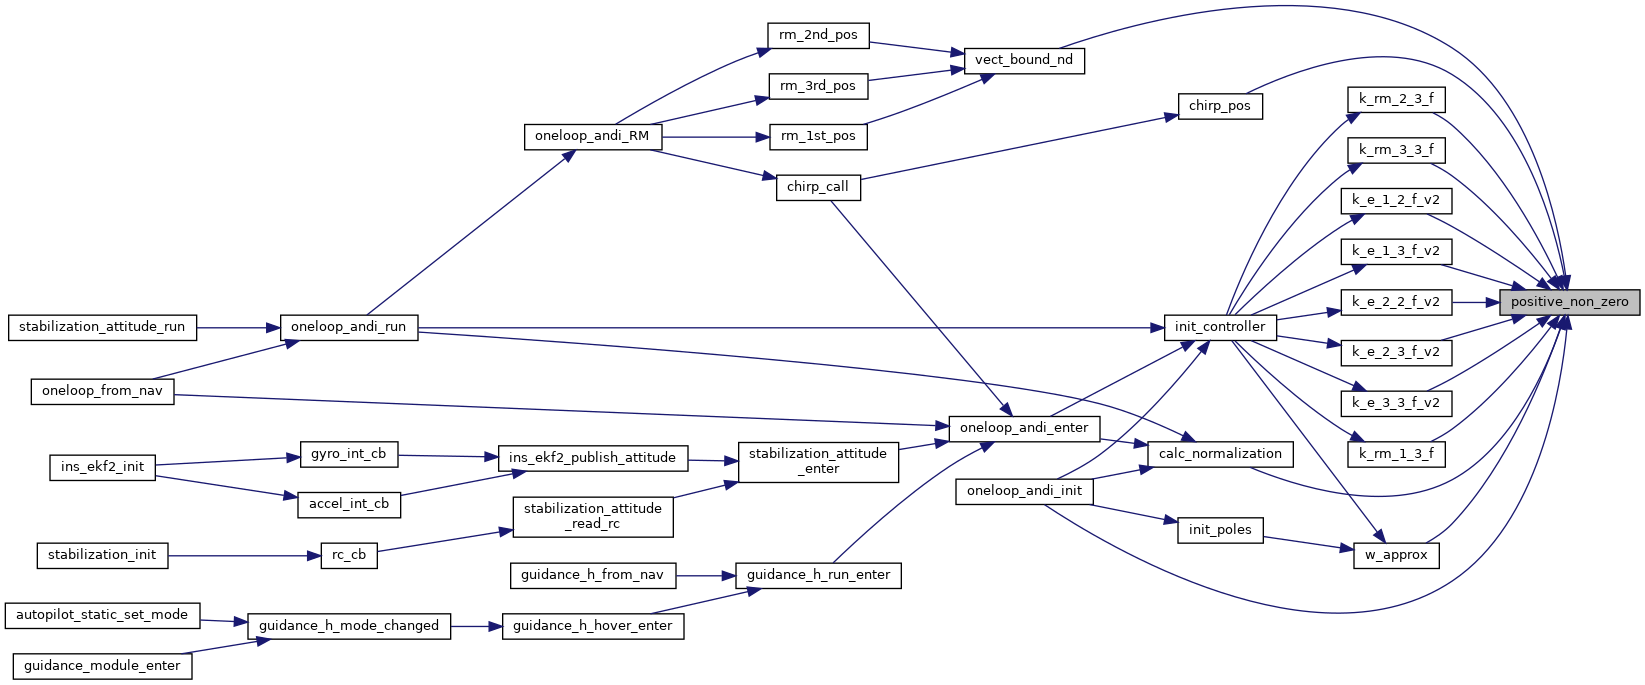 rm_2nd_pos
vect_bound_nd
rm_3rd_pos
k_rm_2_3_f
chirp_pos
oneloop_andi_RM
rm_1st_pos
k_rm_3_3_f
chirp_call
k_e_1_2_f_v2
k_e_1_3_f_v2
k_e_2_2_f_v2
positive_non_zero
stabilization_attitude_run
oneloop_andi_run
init_controller
k_e_2_3_f_v2
oneloop_from_nav
k_e_3_3_f_v2
oneloop_andi_enter
gyro_int_cb
ins_ekf2_publish_attitude
stabilization_attitude
_enter
calc_normalization
k_rm_1_3_f
ins_ekf2_init
accel_int_cb
oneloop_andi_init
stabilization_attitude
_read_rc
init_poles
stabilization_init
rc_cb
w_approx
guidance_h_from_nav
guidance_h_run_enter
autopilot_static_set_mode
guidance_h_mode_changed
guidance_h_hover_enter
guidance_module_enter